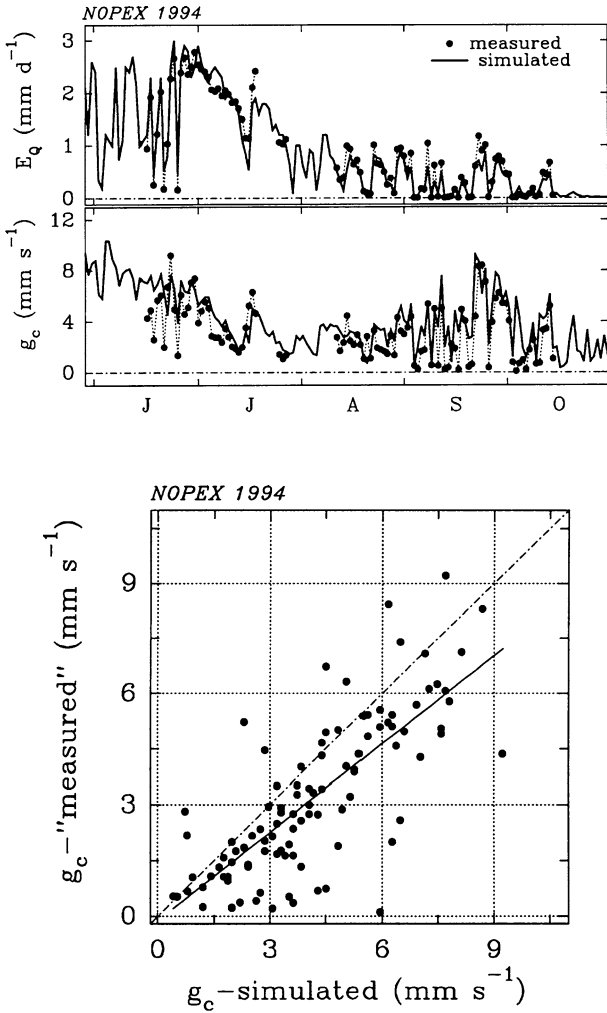 NOPEX 1994
E_Q (mm d⁻¹)
3
2
1
0
measured
simulated
g_c (mm s⁻¹)
12
8
4
0
J J A S O
NOPEX 1994
g_c–"measured" (mm s⁻¹)
9
6
3
0
0 3 6 9
g_c–simulated (mm s⁻¹)